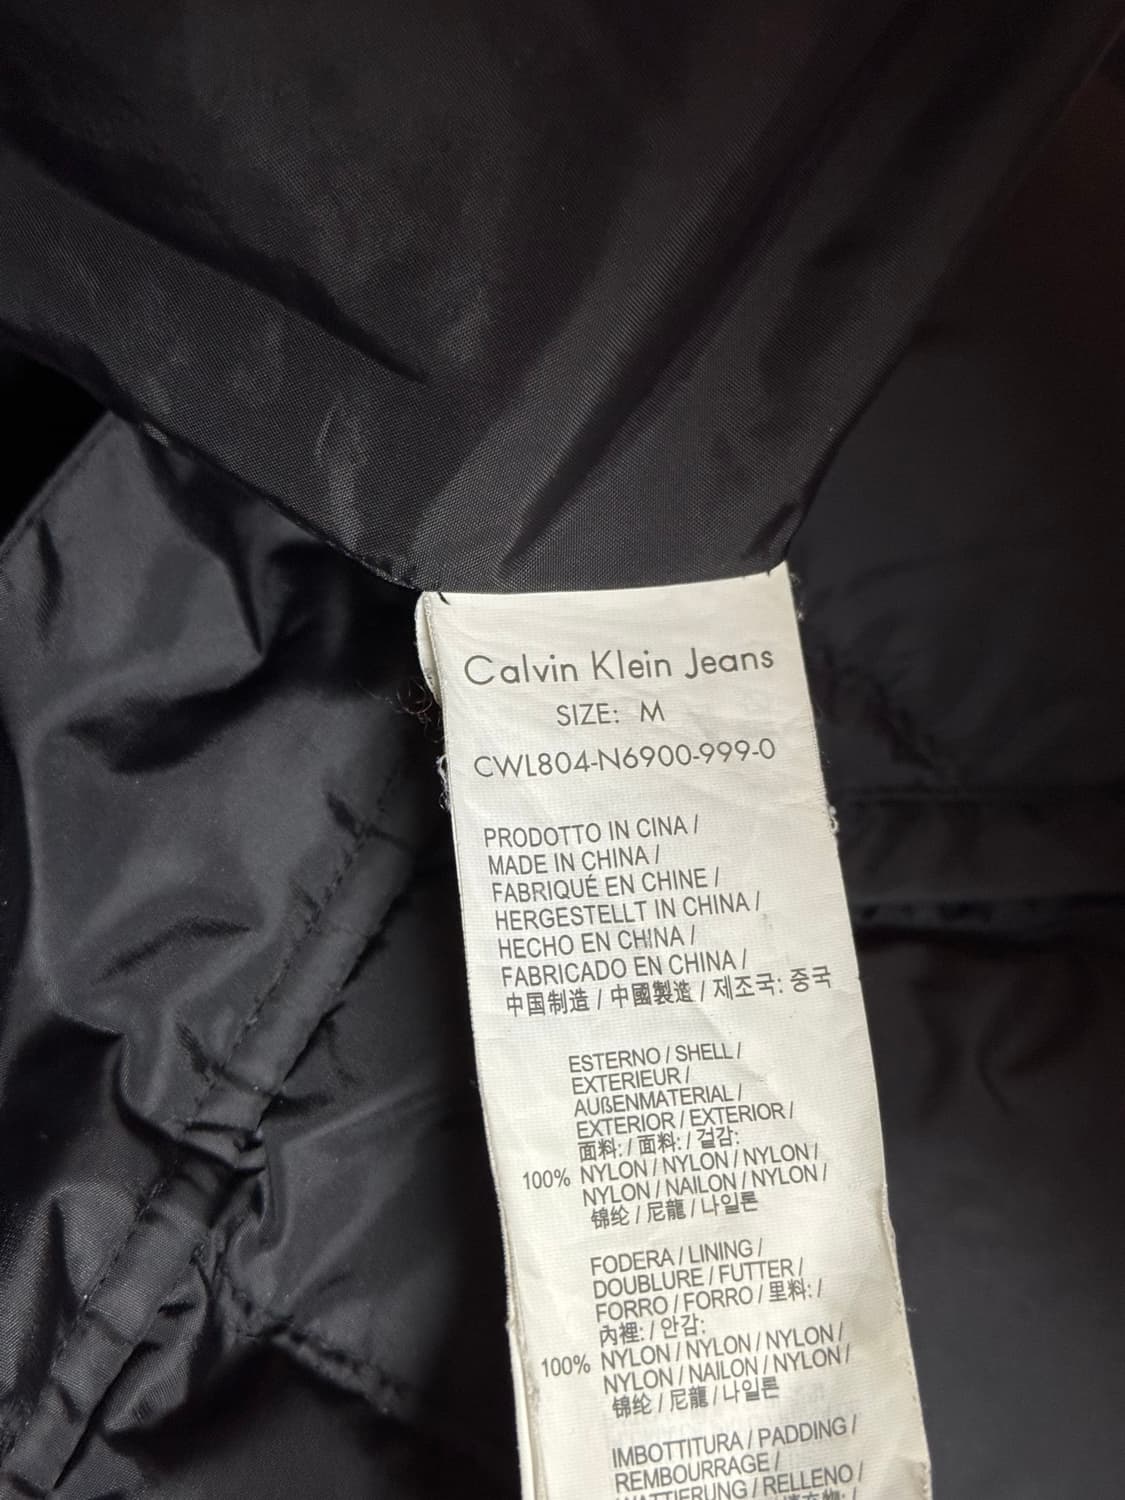 Calvin Klein Jeans
SIZE: M
CWL804-N6900-999-0
PRODOTTO IN CINA /
MADE IN CHINA /
FABRIQUÉ EN CHINE /
HERGESTELLT IN CHINA /
HECHO EN CHINA /
FABRICADO EN CHINA /
中国制造 / 中國製造 / 제조국: 중국
ESTERNO / SHELL /
EXTERIEUR /
AUßENMATERIAL /
EXTERIOR / EXTERIOR /
面料: / 面料: / 겉감:
100% NYLON / NYLON / NYLON /
NYLON / NAILON / NYLON /
锦纶 / 尼龍 / 나일론
FODERA / LINING /
DOUBLURE / FUTTER /
FORRO / FORRO / 里料: /
內裡: / 안감:
100% NYLON / NYLON / NYLON /
NYLON / NAILON / NYLON /
锦纶 / 尼龍 / 나일론
IMBOTTITURA / PADDING /
REMBOURRAGE /
WATTIERUNG / RELLENO /